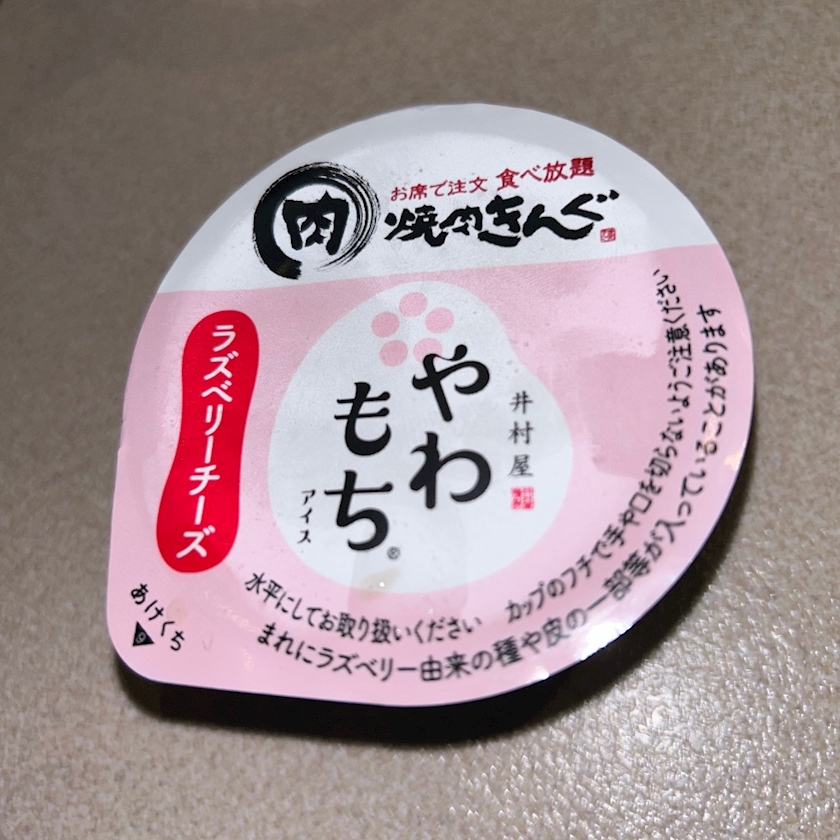 肉
お席で注文 食べ放題
焼肉きんぐ
井村屋
やわ
もち®
アイス
ラズベリーチーズ
水平にしてお取り扱いください カップのフチで手や口を切らないようご注意ください
まれにラズベリー由来の種や皮の一部等が入っていることがあります
あけくち
9